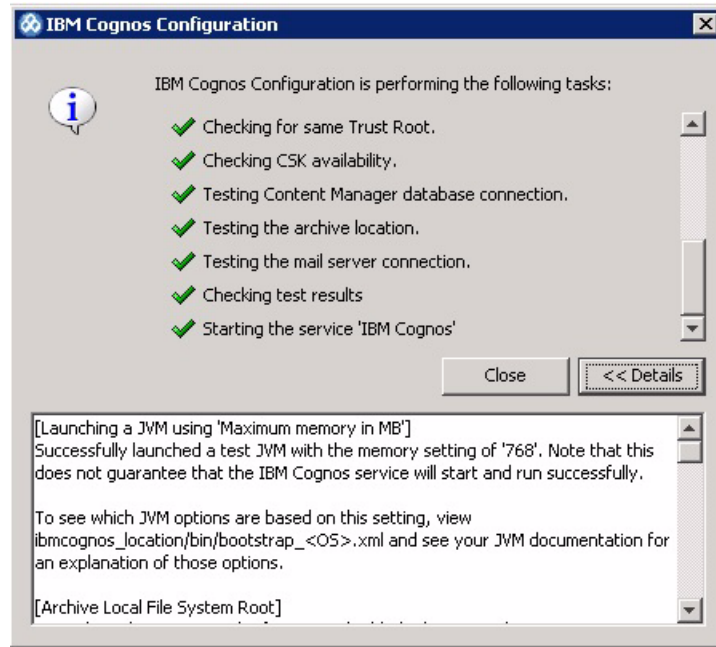 IBM Cognos Configuration
IBM Cognos Configuration is performing the following tasks:
Checking for same Trust Root.
Checking CSK availability.
Testing Content Manager database connection.
Testing the archive location.
Testing the mail server connection.
Checking test results
Starting the service 'IBM Cognos'
Close
<< Details
[Launching a JVM using 'Maximum memory in MB']
Successfully launched a test JVM with the memory setting of '768'. Note that this
does not guarantee that the IBM Cognos service will start and run successfully.
To see which JVM options are based on this setting, view
ibmcognos_location/bin/bootstrap_<OS>.xml and see your JVM documentation for
an explanation of those options.
[Archive Local File System Root]